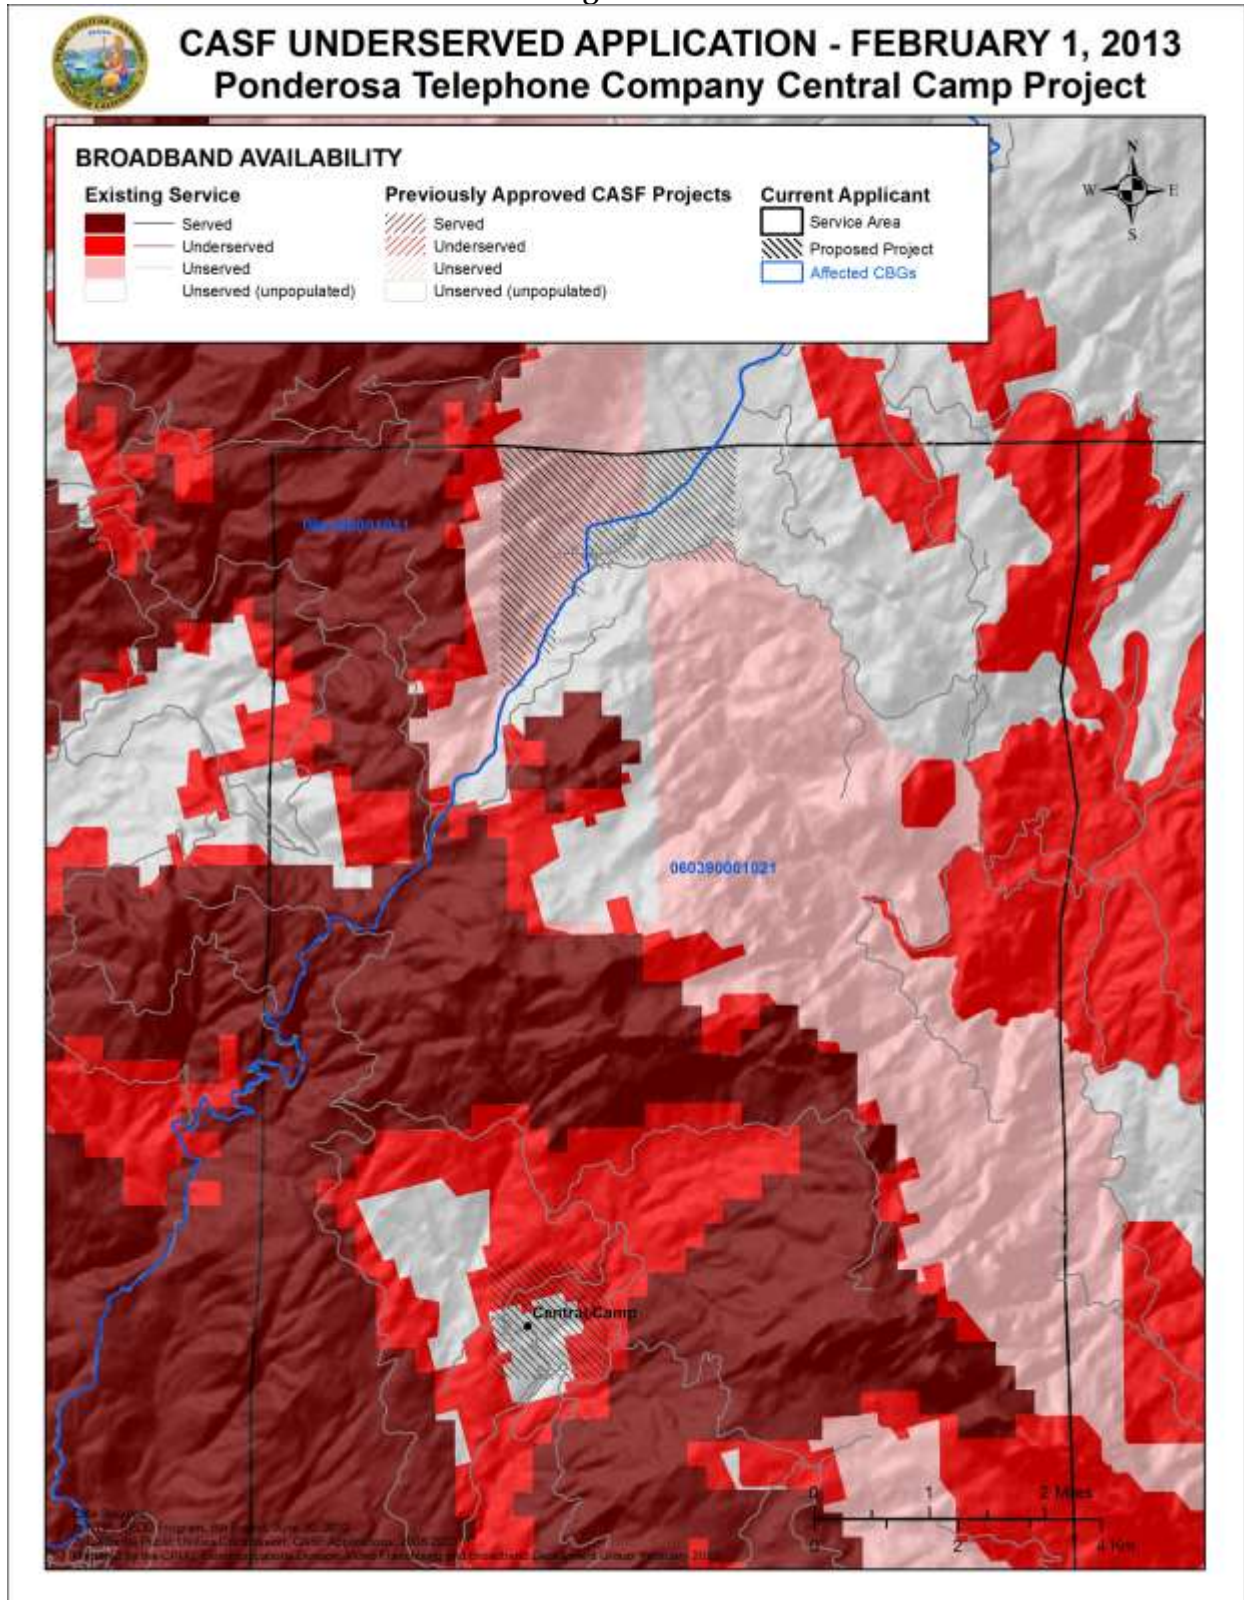 CASF UNDERSERVED APPLICATION - FEBRUARY 1, 2013
Ponderosa Telephone Company Central Camp Project
BROADBAND AVAILABILITY
Existing Service
Served
Underserved
Unserved
Unserved (unpopulated)
Previously Approved CASF Projects
Served
Underserved
Unserved
Unserved (unpopulated)
Current Applicant
Service Area
Proposed Project
Affected CBGs
N
W E
S
060390001021
Central Camp
0 1 2 Miles
0 2 4 Km